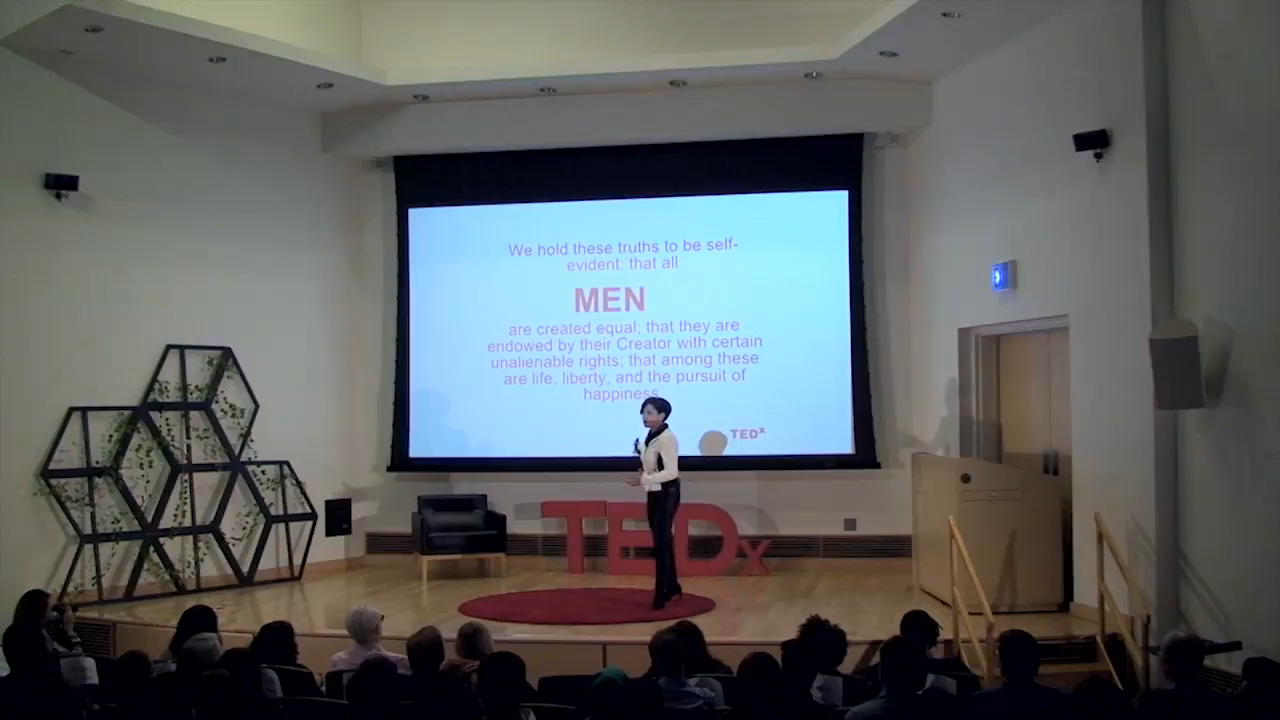 We hold these truths to be self-
evident: that all
MEN
are created equal; that they are
endowed by their Creator with certain
unalienable rights; that among these
are life, liberty, and the pursuit of
happiness
TEDx
TEDx